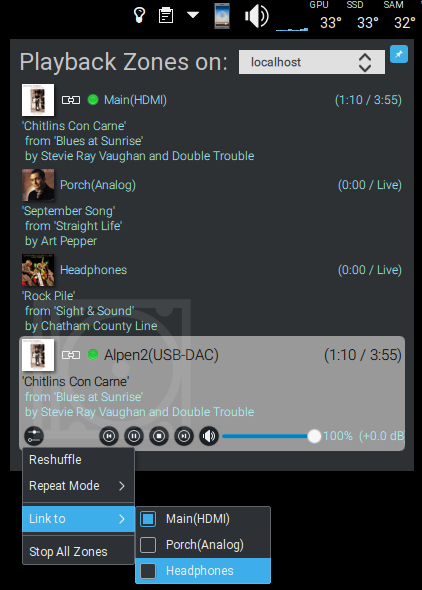 GPU SSD SAM
33° 33° 32°
Playback Zones on: localhost
Main(HDMI) (1:10 / 3:55)
'Chitlins Con Carne'
from 'Blues at Sunrise'
by Stevie Ray Vaughan and Double Trouble
Porch(Analog) (0:00 / Live)
'September Song'
from 'Straight Life'
by Art Pepper
Headphones (0:00 / Live)
'Rock Pile'
from 'Sight & Sound'
by Chatham County Line
Alpen2(USB-DAC) (1:10 / 3:55)
'Chitlins Con Carne'
from 'Blues at Sunrise'
by Stevie Ray Vaughan and Double Trouble
100% (+0.0 dB
Reshuffle
Repeat Mode
Link to
Stop All Zones
Main(HDMI)
Porch(Analog)
Headphones